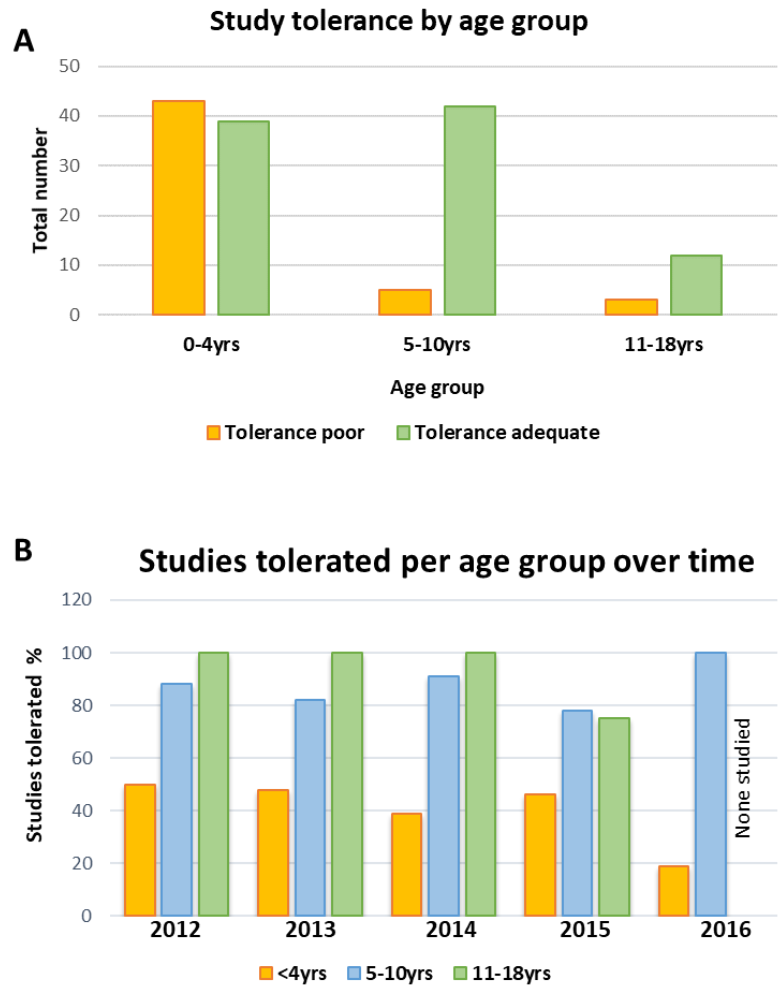 A
Study tolerance by age group
Total number
50
40
30
20
10
0
0-4yrs 5-10yrs 11-18yrs
Age group
Tolerance poor Tolerance adequate
B
Studies tolerated per age group over time
Studies tolerated %
120
100
80
60
40
20
0
None studied
2012 2013 2014 2015 2016
<4yrs 5-10yrs 11-18yrs